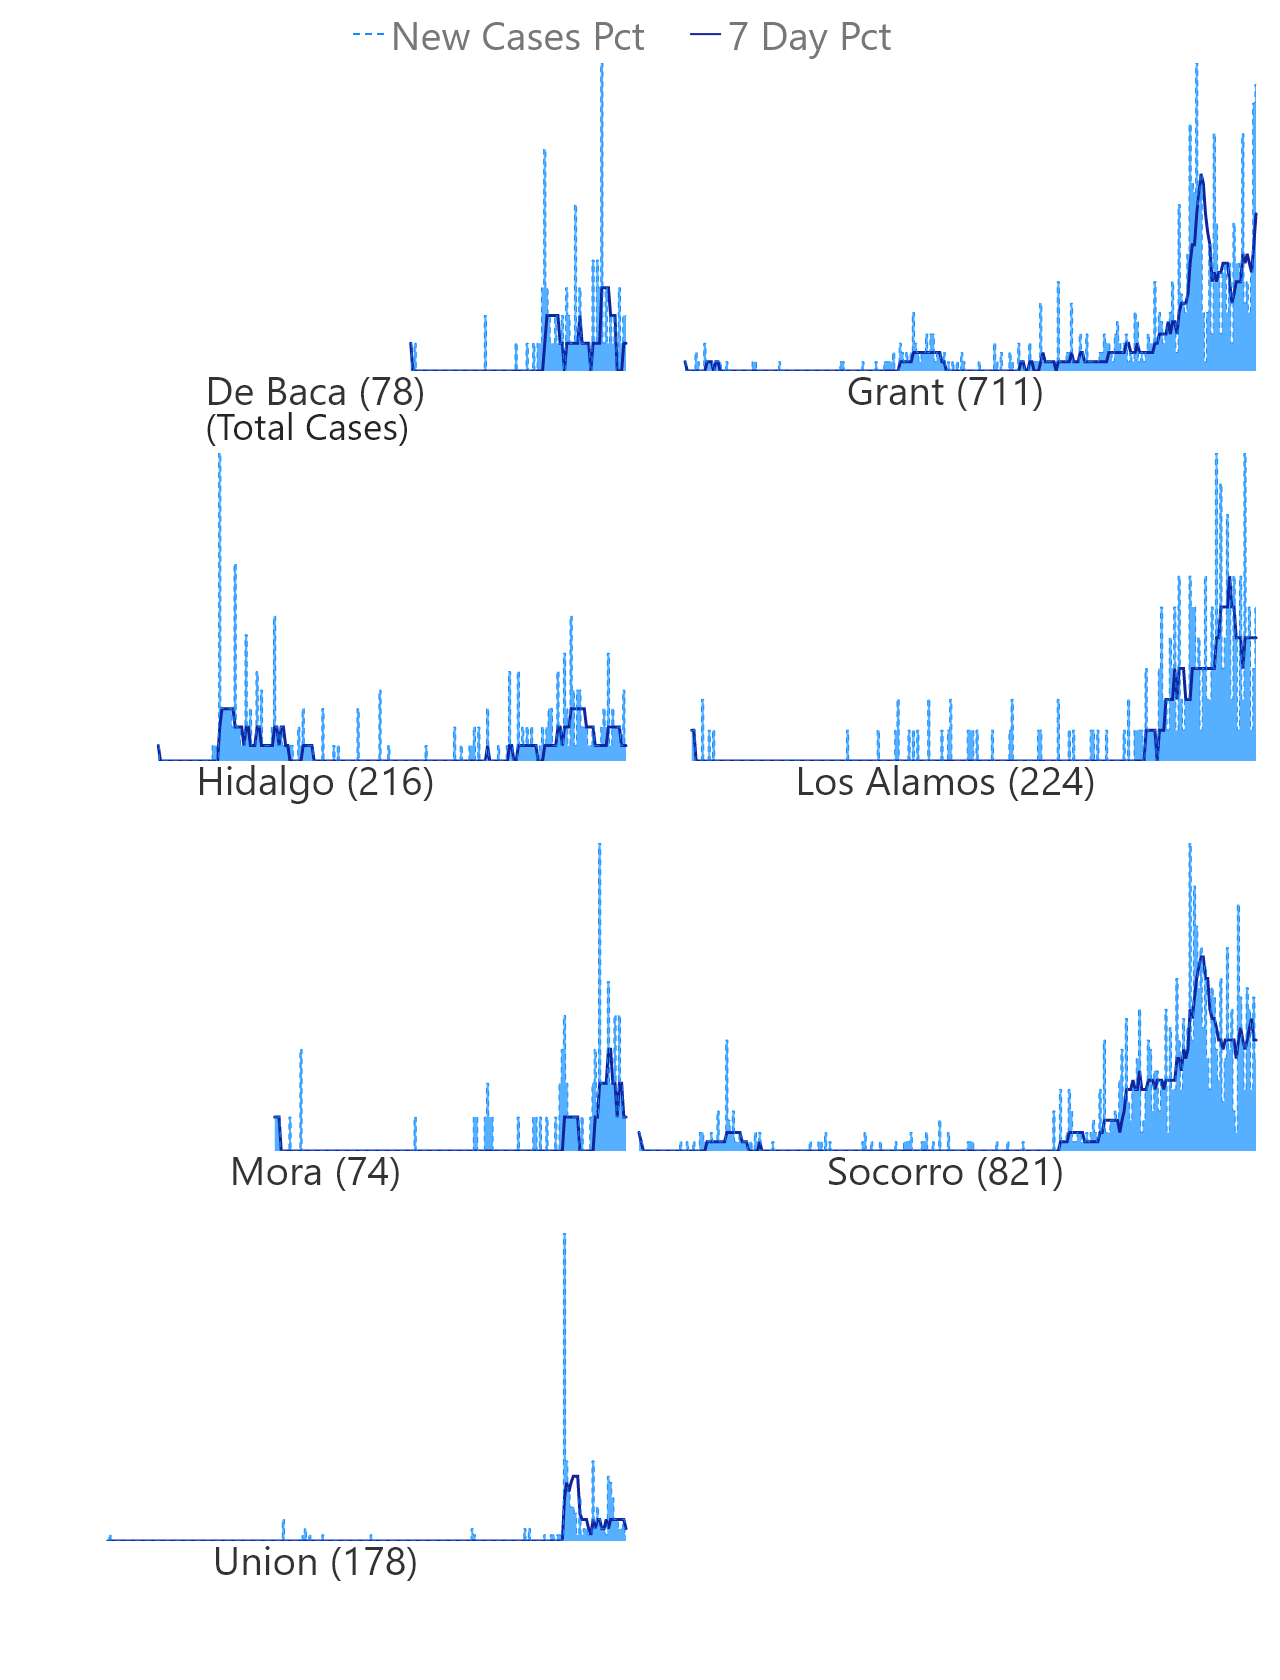 New Cases Pct 7 Day Pct
De Baca (78)
(Total Cases)
Grant (711)
Hidalgo (216)
Los Alamos (224)
Mora (74)
Socorro (821)
Union (178)